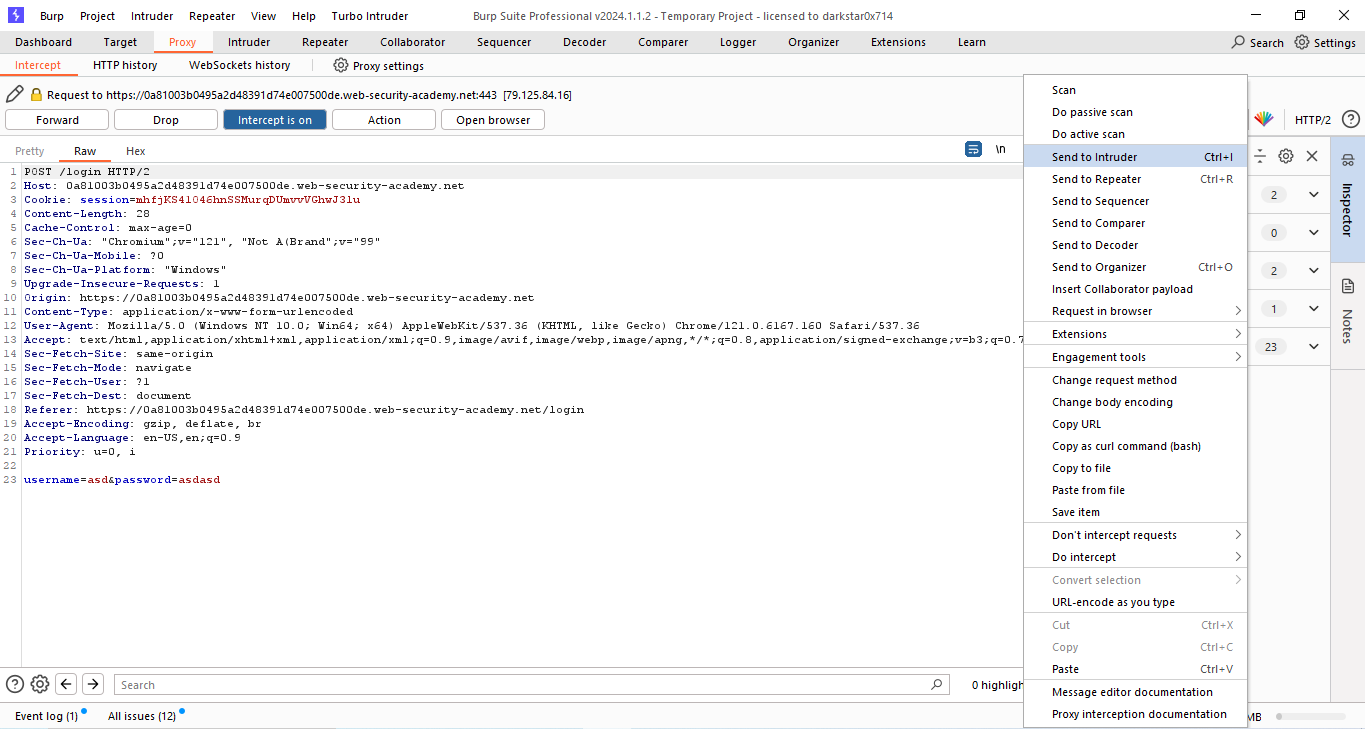 Burp Project Intruder Repeater View Help Turbo Intruder Burp Suite Professional v2024.1.1.2 - Temporary Project - licensed to darkstar0x714
Dashboard Target Proxy Intruder Repeater Collaborator Sequencer Decoder Comparer Logger Organizer Extensions Learn Search Settings
Intercept HTTP history WebSockets history Proxy settings
Request to https://0a81003b0495a2d48391d74e007500de.web-security-academy.net:443 [79.125.84.16]
Forward Drop Intercept is on Action Open browser HTTP/2
Pretty Raw Hex \n
1 POST /login HTTP/2
2 Host: 0a81003b0495a2d48391d74e007500de.web-security-academy.net
3 Cookie: session=mhfjKS41046hnSSMurqDUmvvVGhwJ3lu
4 Content-Length: 28
5 Cache-Control: max-age=0
6 Sec-Ch-Ua: "Chromium";v="121", "Not A(Brand";v="99"
7 Sec-Ch-Ua-Mobile: ?0
8 Sec-Ch-Ua-Platform: "Windows"
9 Upgrade-Insecure-Requests: 1
10 Origin: https://0a81003b0495a2d48391d74e007500de.web-security-academy.net
11 Content-Type: application/x-www-form-urlencoded
12 User-Agent: Mozilla/5.0 (Windows NT 10.0; Win64; x64) AppleWebKit/537.36 (KHTML, like Gecko) Chrome/121.0.6167.160 Safari/537.36
13 Accept: text/html,application/xhtml+xml,application/xml;q=0.9,image/avif,image/webp,image/apng,*/*;q=0.8,application/signed-exchange;v=b3;q=0.7
14 Sec-Fetch-Site: same-origin
15 Sec-Fetch-Mode: navigate
16 Sec-Fetch-User: ?1
17 Sec-Fetch-Dest: document
18 Referer: https://0a81003b0495a2d48391d74e007500de.web-security-academy.net/login
19 Accept-Encoding: gzip, deflate, br
20 Accept-Language: en-US,en;q=0.9
21 Priority: u=0, i
22
23 username=asd&password=asdasd
Scan
Do passive scan
Do active scan
Send to Intruder Ctrl+I
Send to Repeater Ctrl+R
Send to Sequencer
Send to Comparer
Send to Decoder
Send to Organizer Ctrl+O
Insert Collaborator payload
Request in browser
Extensions
Engagement tools
Change request method
Change body encoding
Copy URL
Copy as curl command (bash)
Copy to file
Paste from file
Save item
Don't intercept requests
Do intercept
Convert selection
URL-encode as you type
Cut Ctrl+X
Copy Ctrl+C
Paste Ctrl+V
Message editor documentation
Proxy interception documentation
2
0
2
1
23
Inspector
Notes
Search 0 highligh
Event log (1) All issues (12) MB